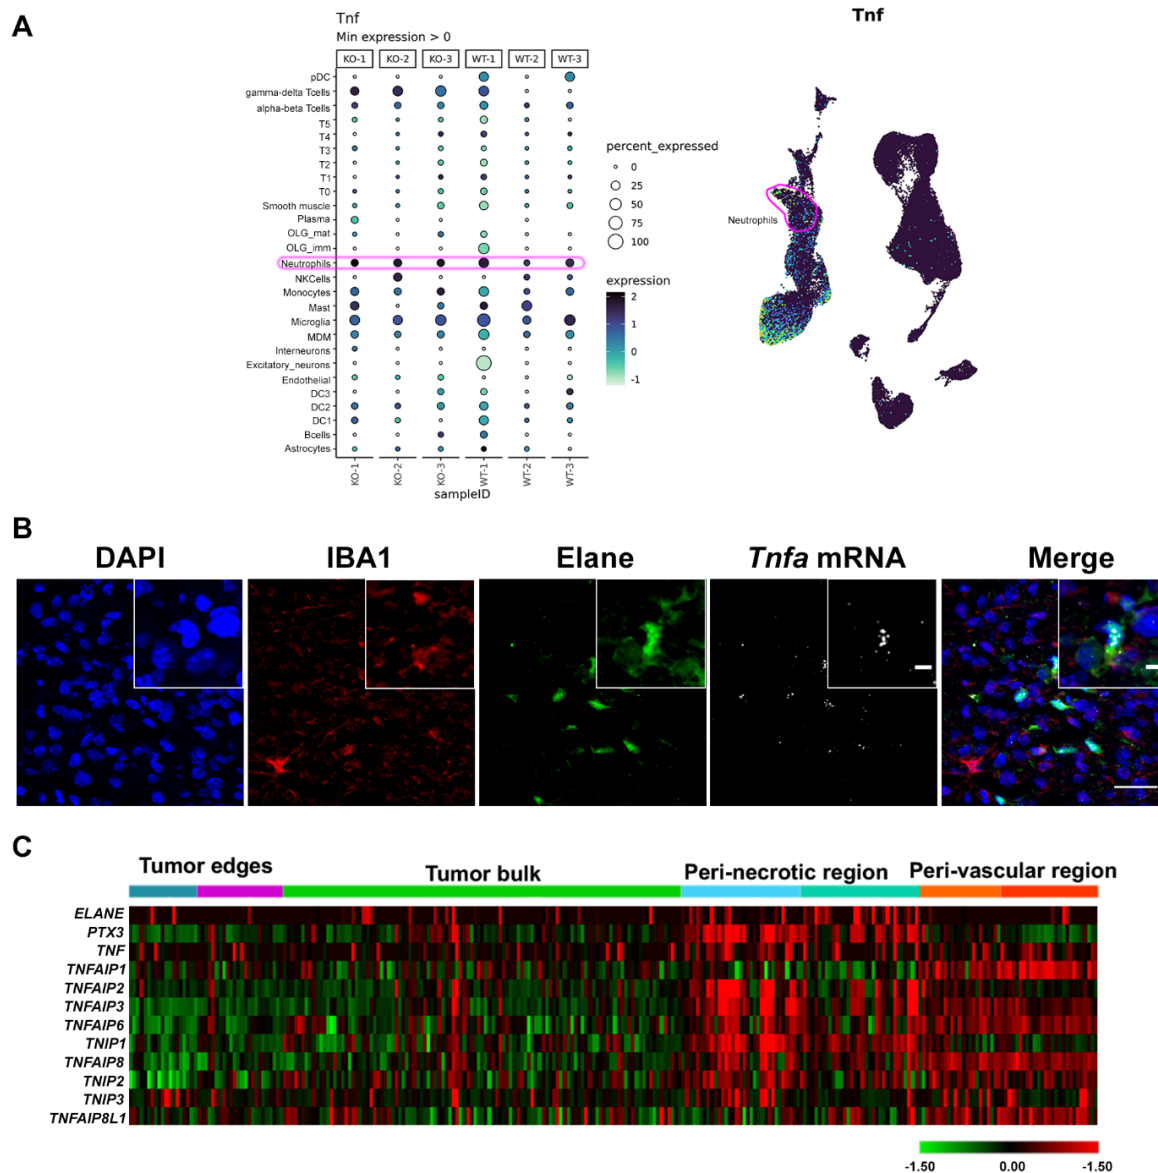 A
Tnf
Min expression > 0
KO-1 KO-2 KO-3 WT-1 WT-2 WT-3
pDC
gamma-delta Tcells
alpha-beta Tcells
T5
T4
T3
T2
T1
T0
Smooth muscle
Plasma
OLG_mat
OLG_imm
Neutrophils
NKCells
Monocytes
Mast
Microglia
MDM
Interneurons
Excitatory_neurons
Endothelial
DC3
DC2
DC1
Bcells
Astrocytes
KO-1 KO-2 KO-3 WT-1 WT-2 WT-3
sampleID
percent_expressed
0
25
50
75
100
expression
2
1
0
-1
Tnf
Neutrophils
B
DAPI IBA1 Elane Tnfa mRNA Merge
C
Tumor edges Tumor bulk Peri-necrotic region Peri-vascular region
ELANE
PTX3
TNF
TNFAIP1
TNFAIP2
TNFAIP3
TNFAIP6
TNIP1
TNFAIP8
TNIP2
TNIP3
TNFAIP8L1
-1.50 0.00 -1.50